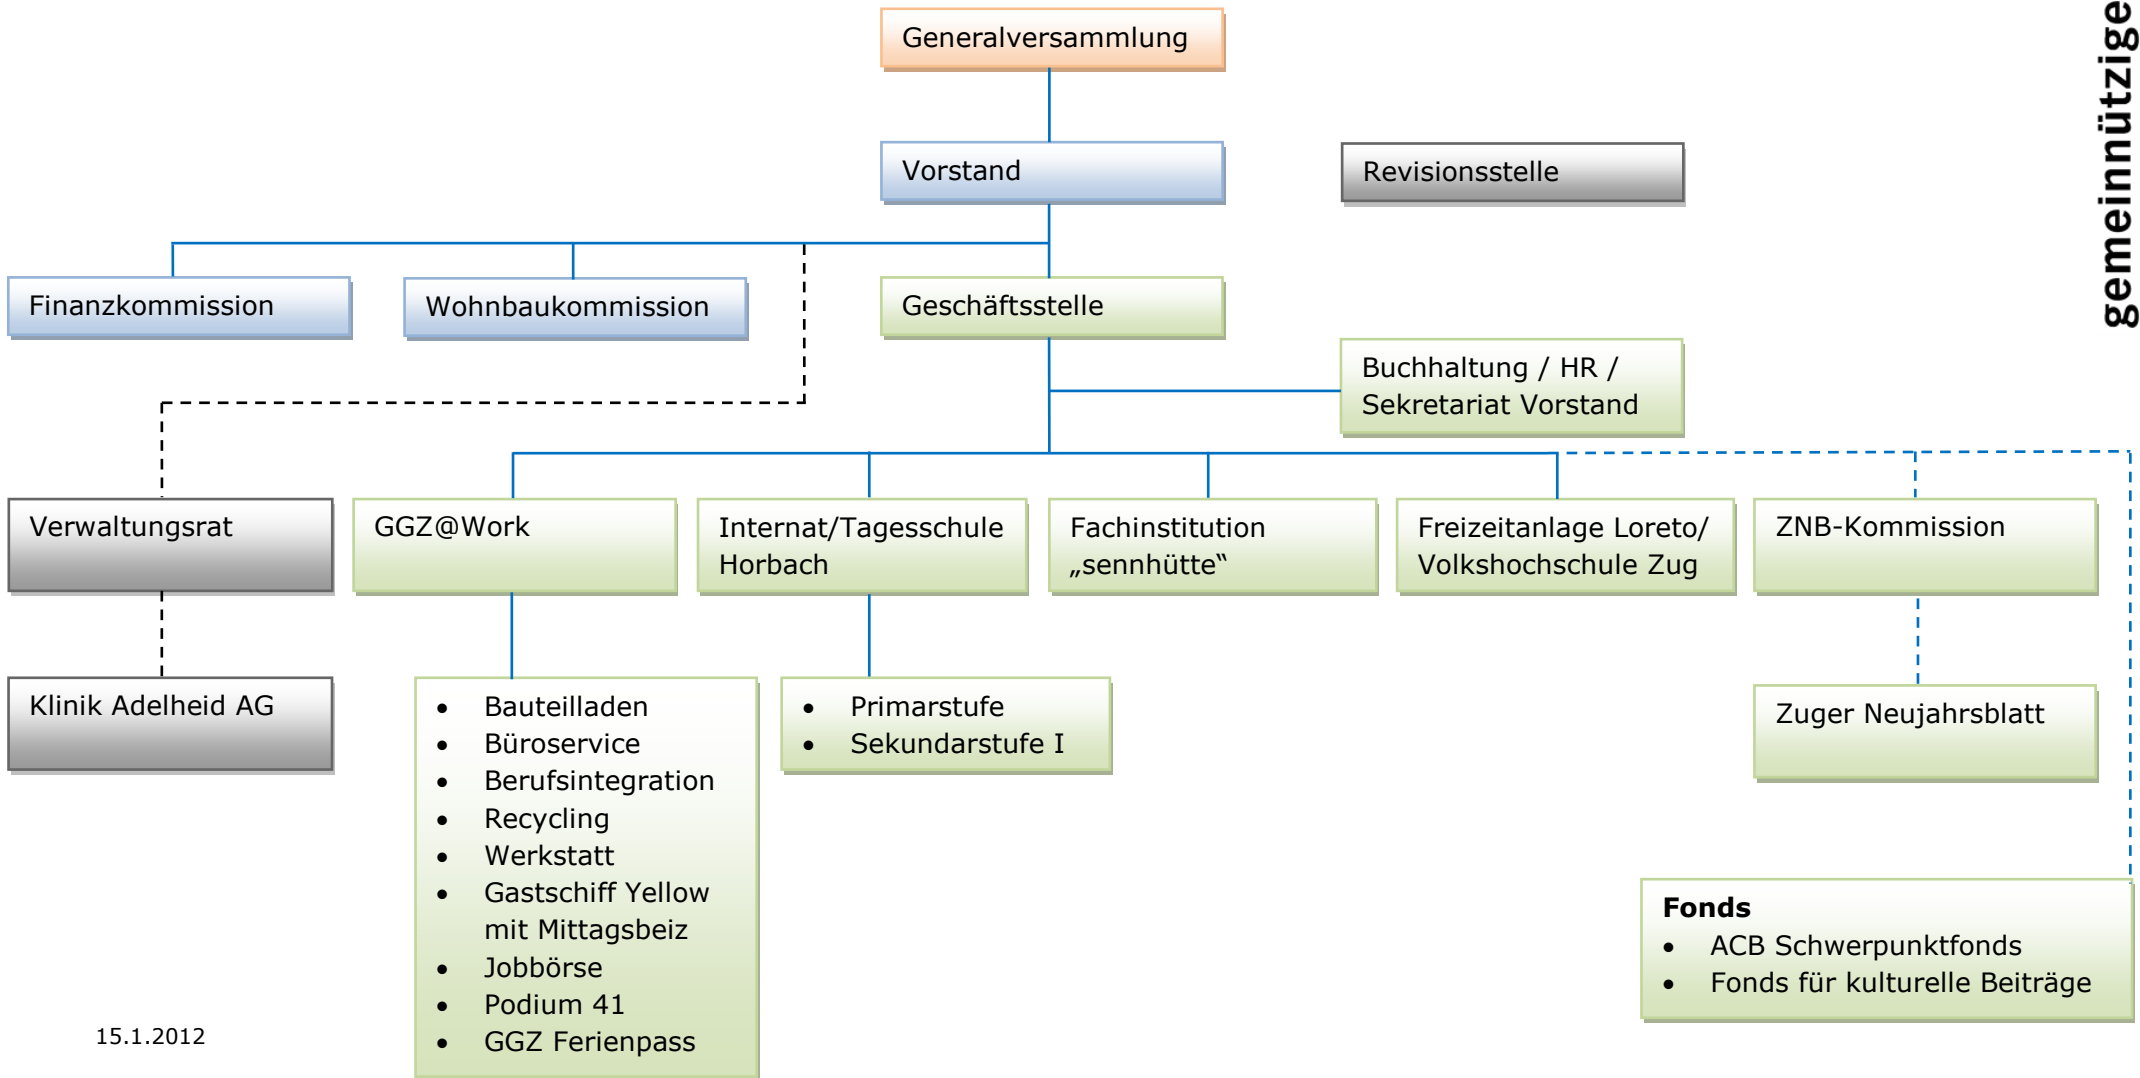 Generalversammlung
gemeinnützige
Vorstand
Revisionsstelle
Finanzkommission
Wohnbaukommission
Geschäftsstelle
Buchhaltung / HR /
Sekretariat Vorstand
Verwaltungsrat
GGZ@Work
Internat/Tagesschule
Horbach
Fachinstitution
„sennhütte“
Freizeitanlage Loreto/
Volkshochschule Zug
ZNB-Kommission
Klinik Adelheid AG
• Bauteilladen
• Büroservice
• Berufsintegration
• Recycling
• Werkstatt
• Gastschiff Yellow
mit Mittagsbeiz
• Jobbörse
• Podium 41
• GGZ Ferienpass
• Primarstufe
• Sekundarstufe I
Zuger Neujahrsblatt
Fonds
• ACB Schwerpunktfonds
• Fonds für kulturelle Beiträge
15.1.2012